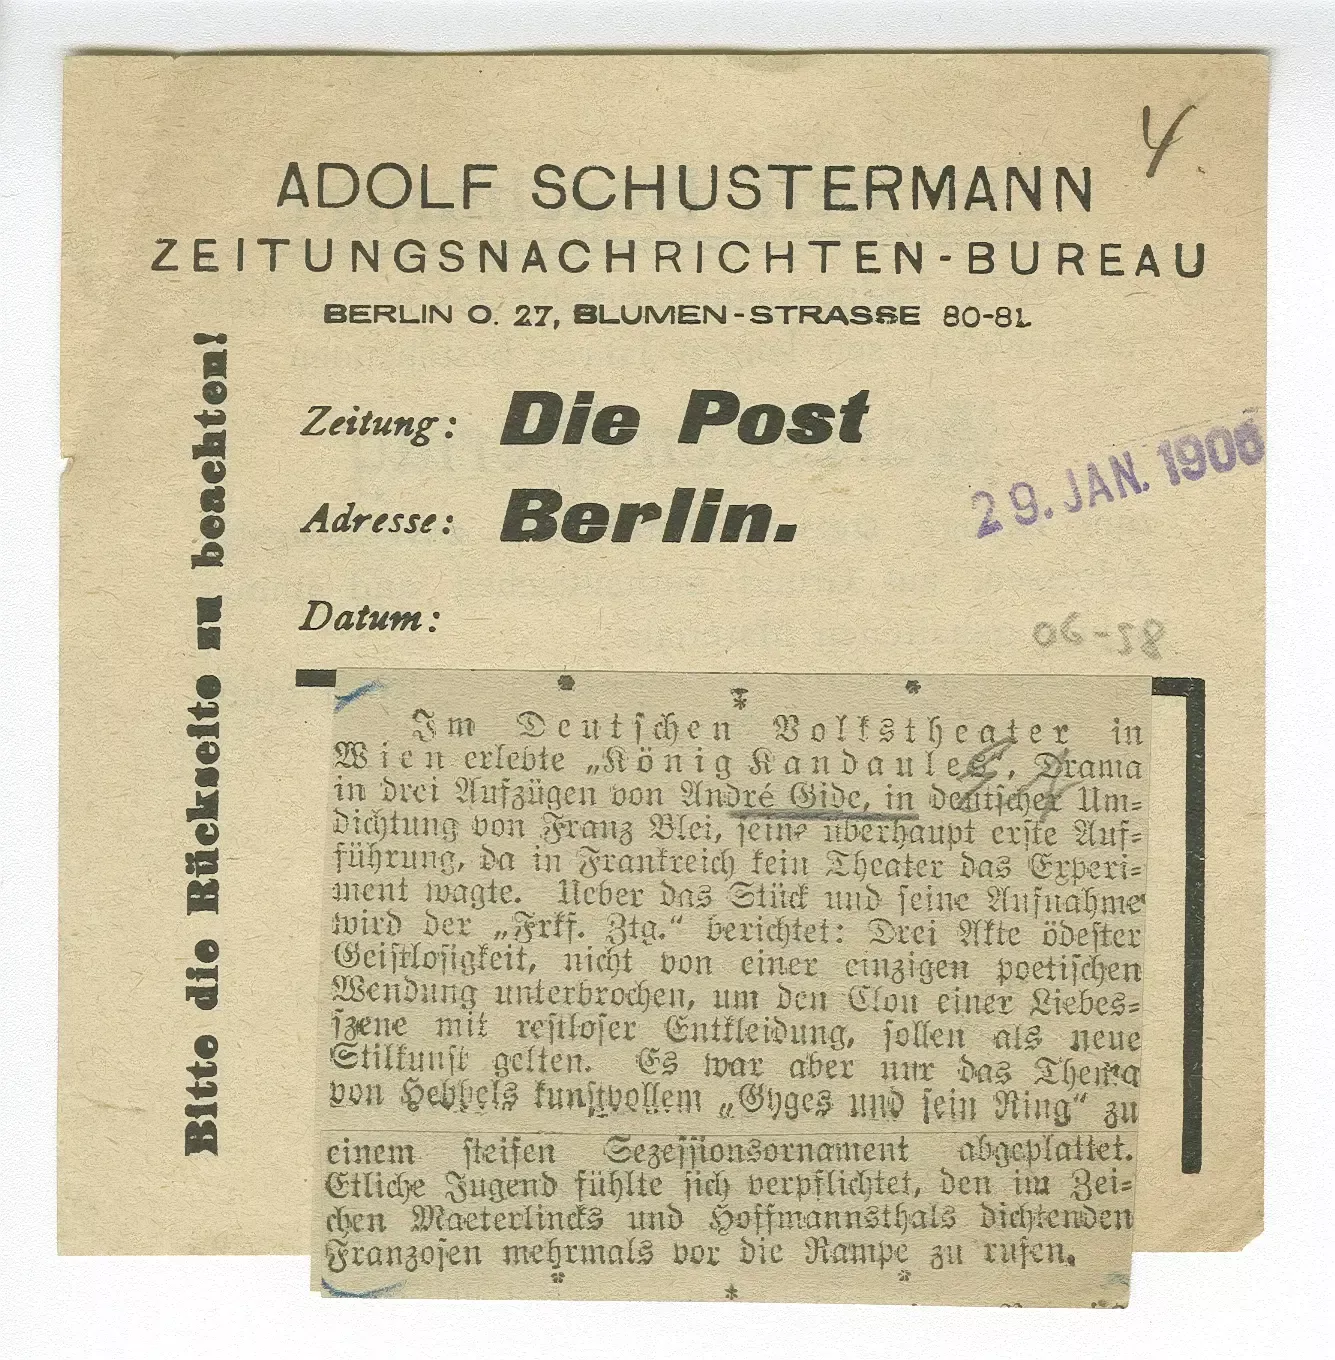 4.
ADOLF SCHUSTERMANN
ZEITUNGSNACHRICHTEN-BUREAU
BERLIN O. 27, BLUMEN-STRASSE 80-81
Bitte die Rückseite zu beachten!
Zeitung: Die Post
29. JAN. 1906
Adresse: Berlin.
Datum:
06-58
Im Deutschen Volkstheater in
Wien erlebte „König Kandaules“, Drama
in drei Aufzügen von André Gide, in deutscher Um-
dichtung von Franz Blei, seine überhaupt erste Auf-
führung, da in Frankreich kein Theater das Experi-
ment wagte. Ueber das Stück und seine Aufnahme
wird der „Frkf. Ztg.“ berichtet: Drei Akte ödester
Geistlosigkeit, nicht von einer einzigen poetischen
Wendung unterbrochen, um den Clou einer Liebes-
szene mit restloser Entkleidung, sollen als neue
Stilkunst gelten. Es war aber nur das Thema
von Hebbels kunstvollem „Gyges und sein Ring“ zu
einem steifen Sezessionsornament abgeplattet.
Etliche Jugend fühlte sich verpflichtet, den im Zei-
chen Maeterlincks und Hoffmannsthals dichtenden
Franzosen mehrmals vor die Rampe zu rufen.